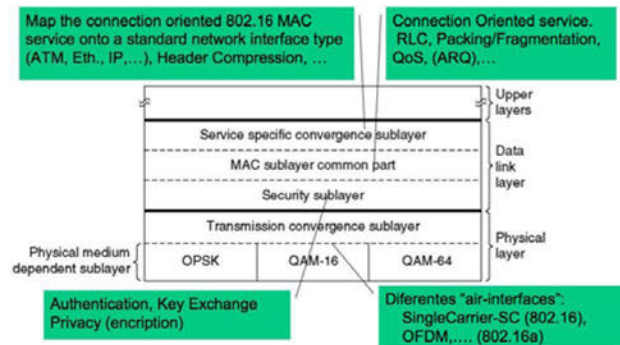 Map the connection oriented 802.16 MAC
service onto a standard network interface type
(ATM, Eth., IP,…), Header Compression, …
Connection Oriented service.
RLC, Packing/Fragmentation,
QoS, (ARQ),…
Upper
layers
Service specific convergence sublayer
MAC sublayer common part
Security sublayer
Data
link
layer
Transmission convergence sublayer
Physical medium
dependent sublayer
OPSK
QAM-16
QAM-64
Physical
layer
Authentication, Key Exchange
Privacy (encription)
Diferentes "air-interfaces":
SingleCarrier-SC (802.16),
OFDM,…. (802.16a)